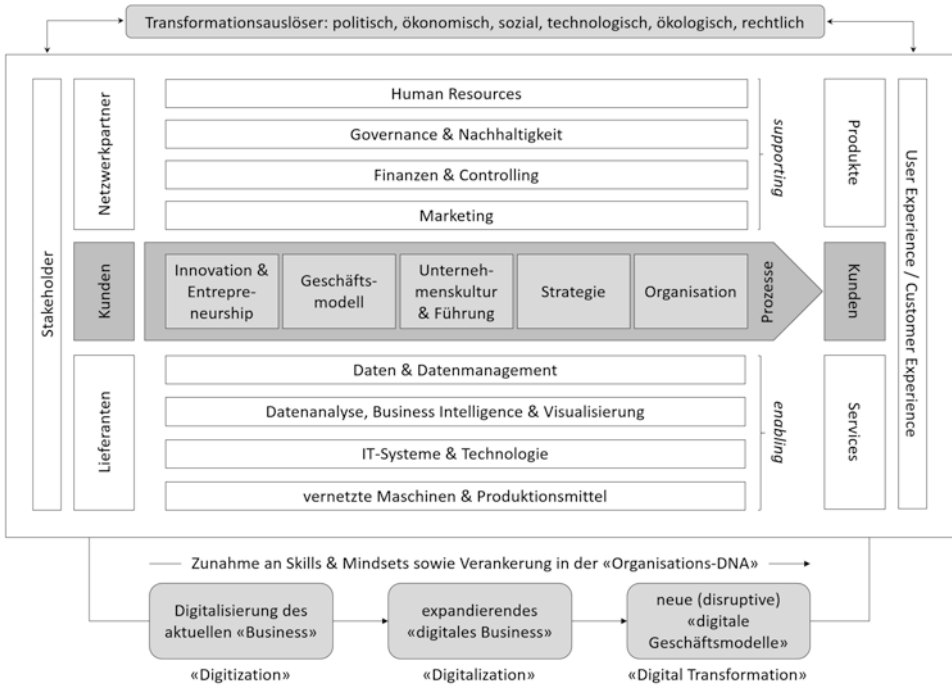 Transformationsauslöser: politisch, ökonomisch, sozial, technologisch, ökologisch, rechtlich
Stakeholder
Netzwerkpartner
Kunden
Lieferanten
Human Resources
Governance & Nachhaltigkeit
Finanzen & Controlling
Marketing
supporting
Innovation &
Entrepre-
neurship
Geschäfts-
modell
Unterneh-
menskultur
& Führung
Strategie
Organisation
Prozesse
Daten & Datenmanagement
Datenanalyse, Business Intelligence & Visualisierung
IT-Systeme & Technologie
vernetzte Maschinen & Produktionsmittel
enabling
Produkte
Kunden
Services
User Experience / Customer Experience
Zunahme an Skills & Mindsets sowie Verankerung in der «Organisations-DNA»
Digitalisierung des
aktuellen «Business»
expandierendes
«digitales Business»
neue (disruptive)
«digitale
Geschäftsmodelle»
«Digitization»
«Digitalization»
«Digital Transformation»